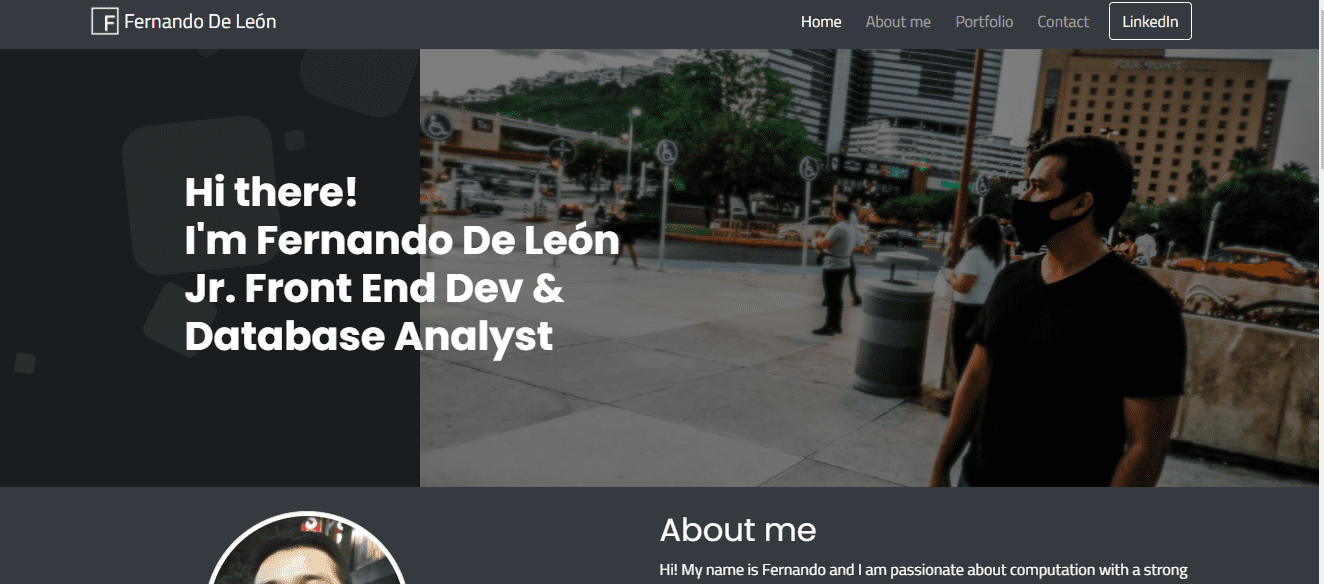 F Fernando De León
Home About me Portfolio Contact LinkedIn
Hi there!
I'm Fernando De León
Jr. Front End Dev &
Database Analyst
About me
Hi! My name is Fernando and I am passionate about computation with a strong